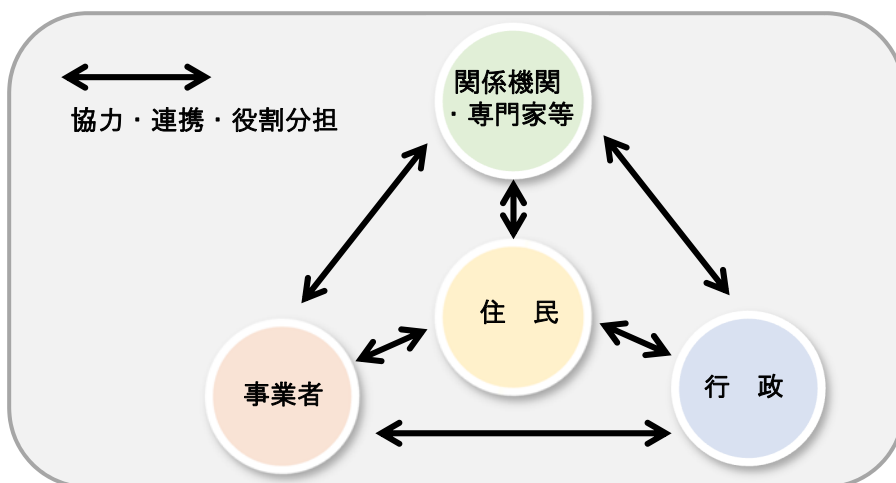 関係機関
・専門家等
協力・連携・役割分担
住　民
事業者
行　政